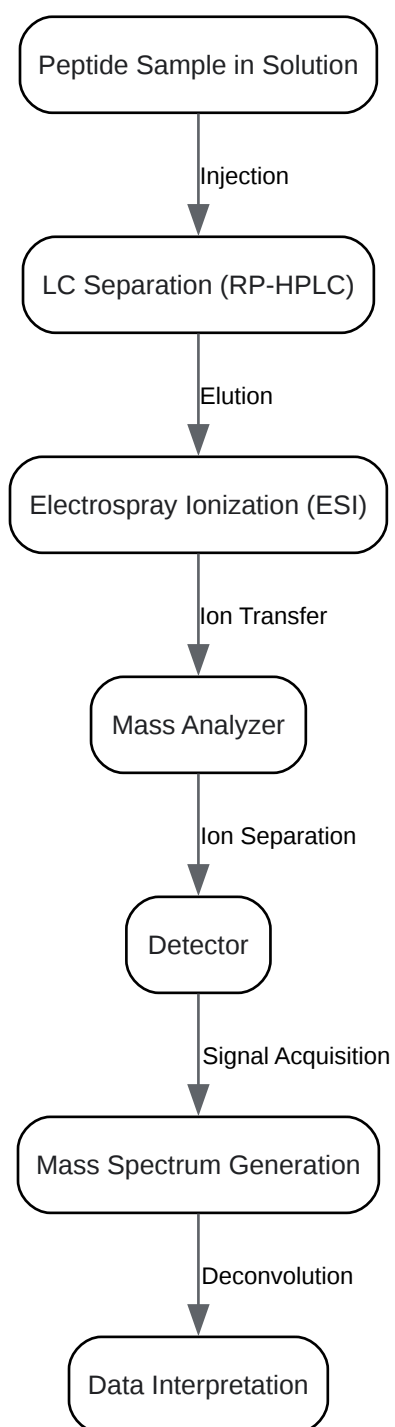 Peptide Sample in Solution
Injection
LC Separation (RP-HPLC)
Elution
Electrospray Ionization (ESI)
Ion Transfer
Mass Analyzer
Ion Separation
Detector
Signal Acquisition
Mass Spectrum Generation
Deconvolution
Data Interpretation